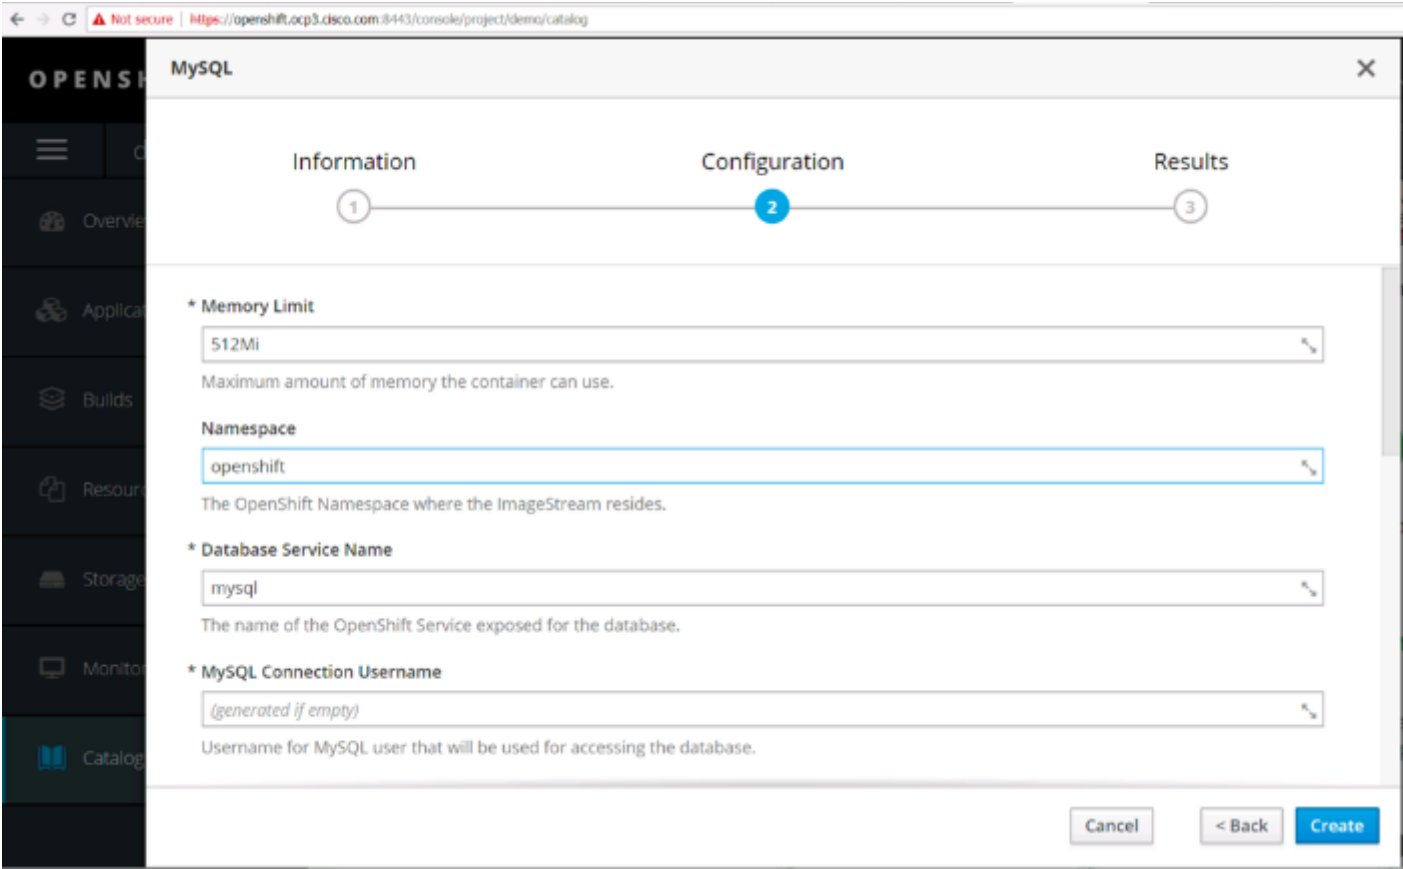 Not secure | https://openshift.ocp3.cisco.com:8443/console/project/demo/catalog
OPENSH
MySQL
Information
Configuration
Results
1
2
3
Overvie
Applicat
Builds
Resourc
Storage
Monitor
Catalog
* Memory Limit
512Mi
Maximum amount of memory the container can use.
Namespace
openshift
The OpenShift Namespace where the ImageStream resides.
* Database Service Name
mysql
The name of the OpenShift Service exposed for the database.
* MySQL Connection Username
(generated if empty)
Username for MySQL user that will be used for accessing the database.
Cancel
< Back
Create